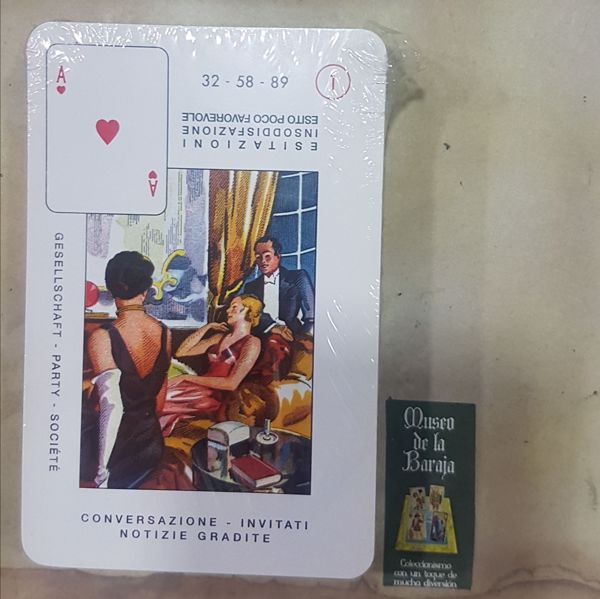 A
32 - 58 - 89
1
ESITAZIONI
INSODDISFAZIONE
ESITO POCO FAVOREVOLE
A
GESELLSCHAFT - PARTY - SOCIÉTÉ
CONVERSAZIONE - INVITATI
NOTIZIE GRADITE
Museo
de la
Baraja
Coleccionismo
con un toque de
mucha diversión